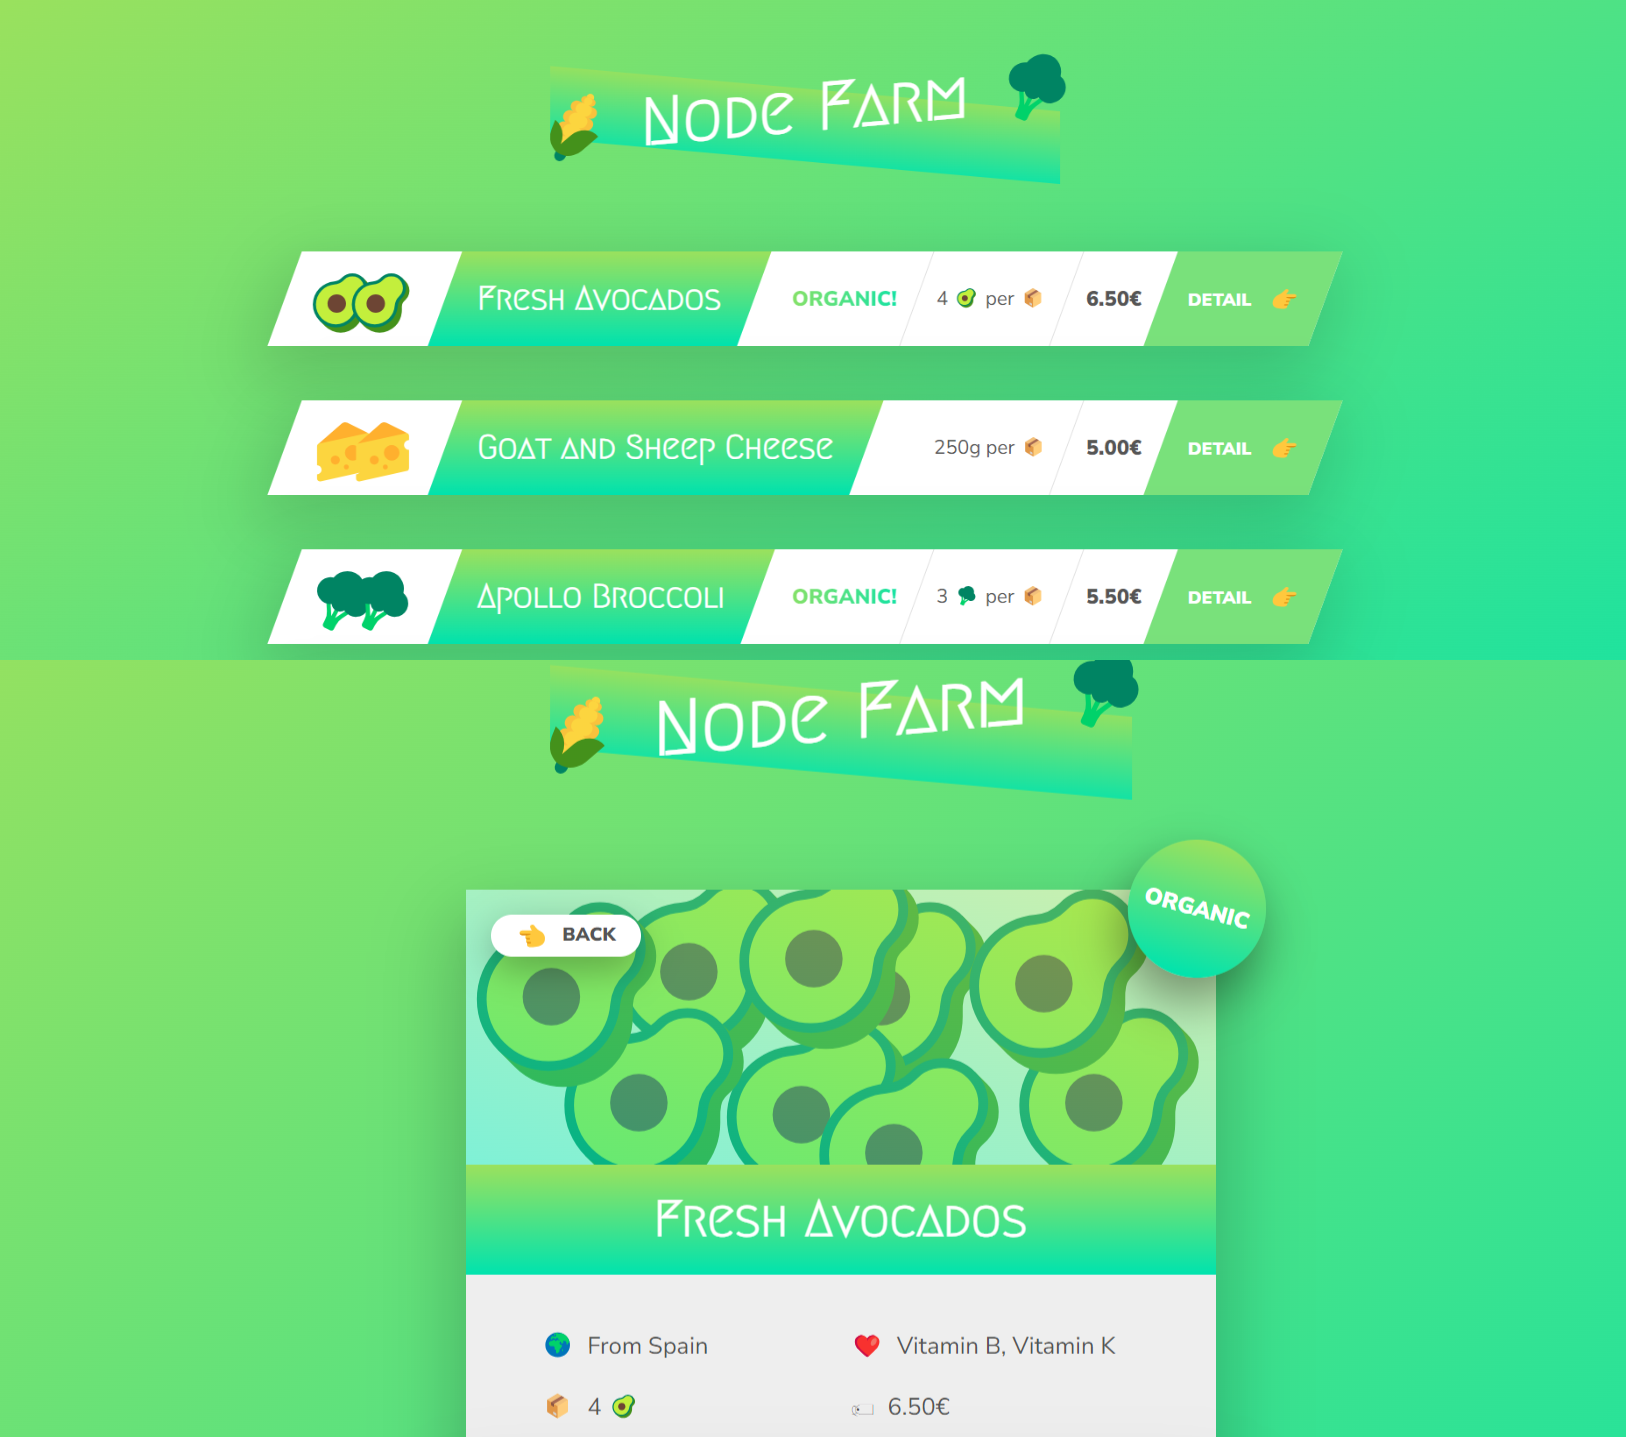 Node Farm
Fresh Avocados ORGANIC! 4 🥑 per 📦 6.50€ DETAIL 👉
Goat and Sheep Cheese 250g per 📦 5.00€ DETAIL 👉
Apollo Broccoli ORGANIC! 3 🥦 per 📦 5.50€ DETAIL 👉
Node Farm
ORGANIC
👈 BACK
Fresh Avocados
🌍 From Spain ❤️ Vitamin B, Vitamin K
📦 4 🥑 🏷 6.50€